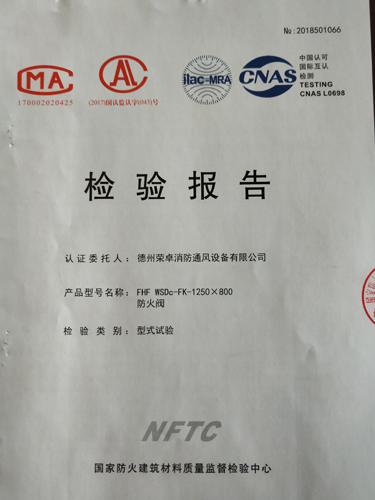 №:2018501066
MA
170002020425
CAL
(2017)国认监认字(043)号
ilac-MRA
CNAS
中国认可
国际互认
检测
TESTING
CNAS L0698
检验报告
认证委托人：德州荣卓消防通风设备有限公司
产品型号名称：FHF WSDc-FK-1250×800
防火阀
检验类别：型式试验
NFTC
国家防火建筑材料质量监督检验中心